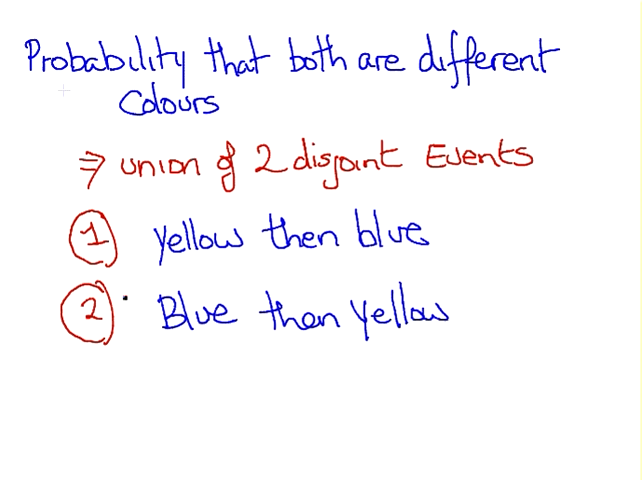 Probability that both are different
Colours
⇒ union of 2 disjoint Events
1 yellow then blue
2 Blue then yellow